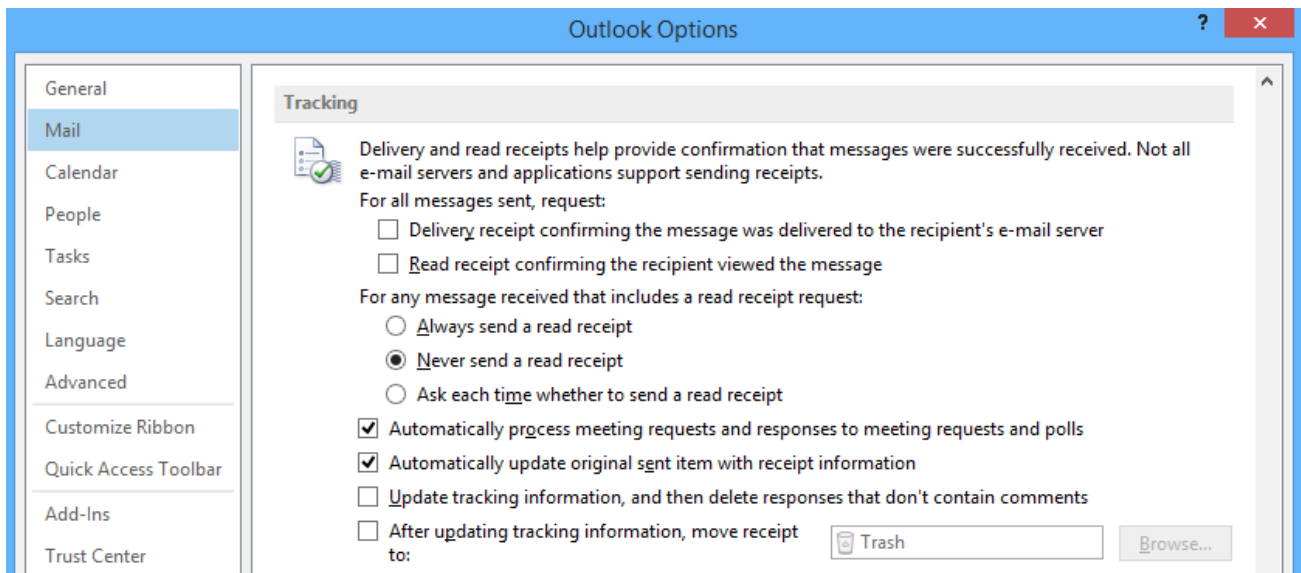 Outlook Options
?
General
Mail
Calendar
People
Tasks
Search
Language
Advanced
Customize Ribbon
Quick Access Toolbar
Add-Ins
Trust Center
Tracking
Delivery and read receipts help provide confirmation that messages were successfully received. Not all
e-mail servers and applications support sending receipts.
For all messages sent, request:
Delivery receipt confirming the message was delivered to the recipient's e-mail server
Read receipt confirming the recipient viewed the message
For any message received that includes a read receipt request:
Always send a read receipt
Never send a read receipt
Ask each time whether to send a read receipt
Automatically process meeting requests and responses to meeting requests and polls
Automatically update original sent item with receipt information
Update tracking information, and then delete responses that don't contain comments
After updating tracking information, move receipt
to:
Trash
Browse...